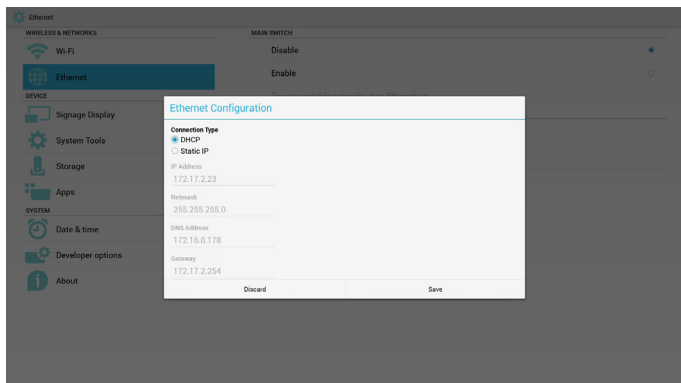 Ethernet
WIRELESS & NETWORKS
Wi-Fi
Ethernet
DEVICE
Signage Display
System Tools
Storage
Apps
SYSTEM
Date & time
Developer options
About
MAIN SWITCH
Disable
Enable
Ethernet Configuration
Connection Type
DHCP
Static IP
IP Address
172.17.2.23
Netmask
255.255.255.0
DNS Address
172.16.0.178
Gateway
172.17.2.254
Discard
Save